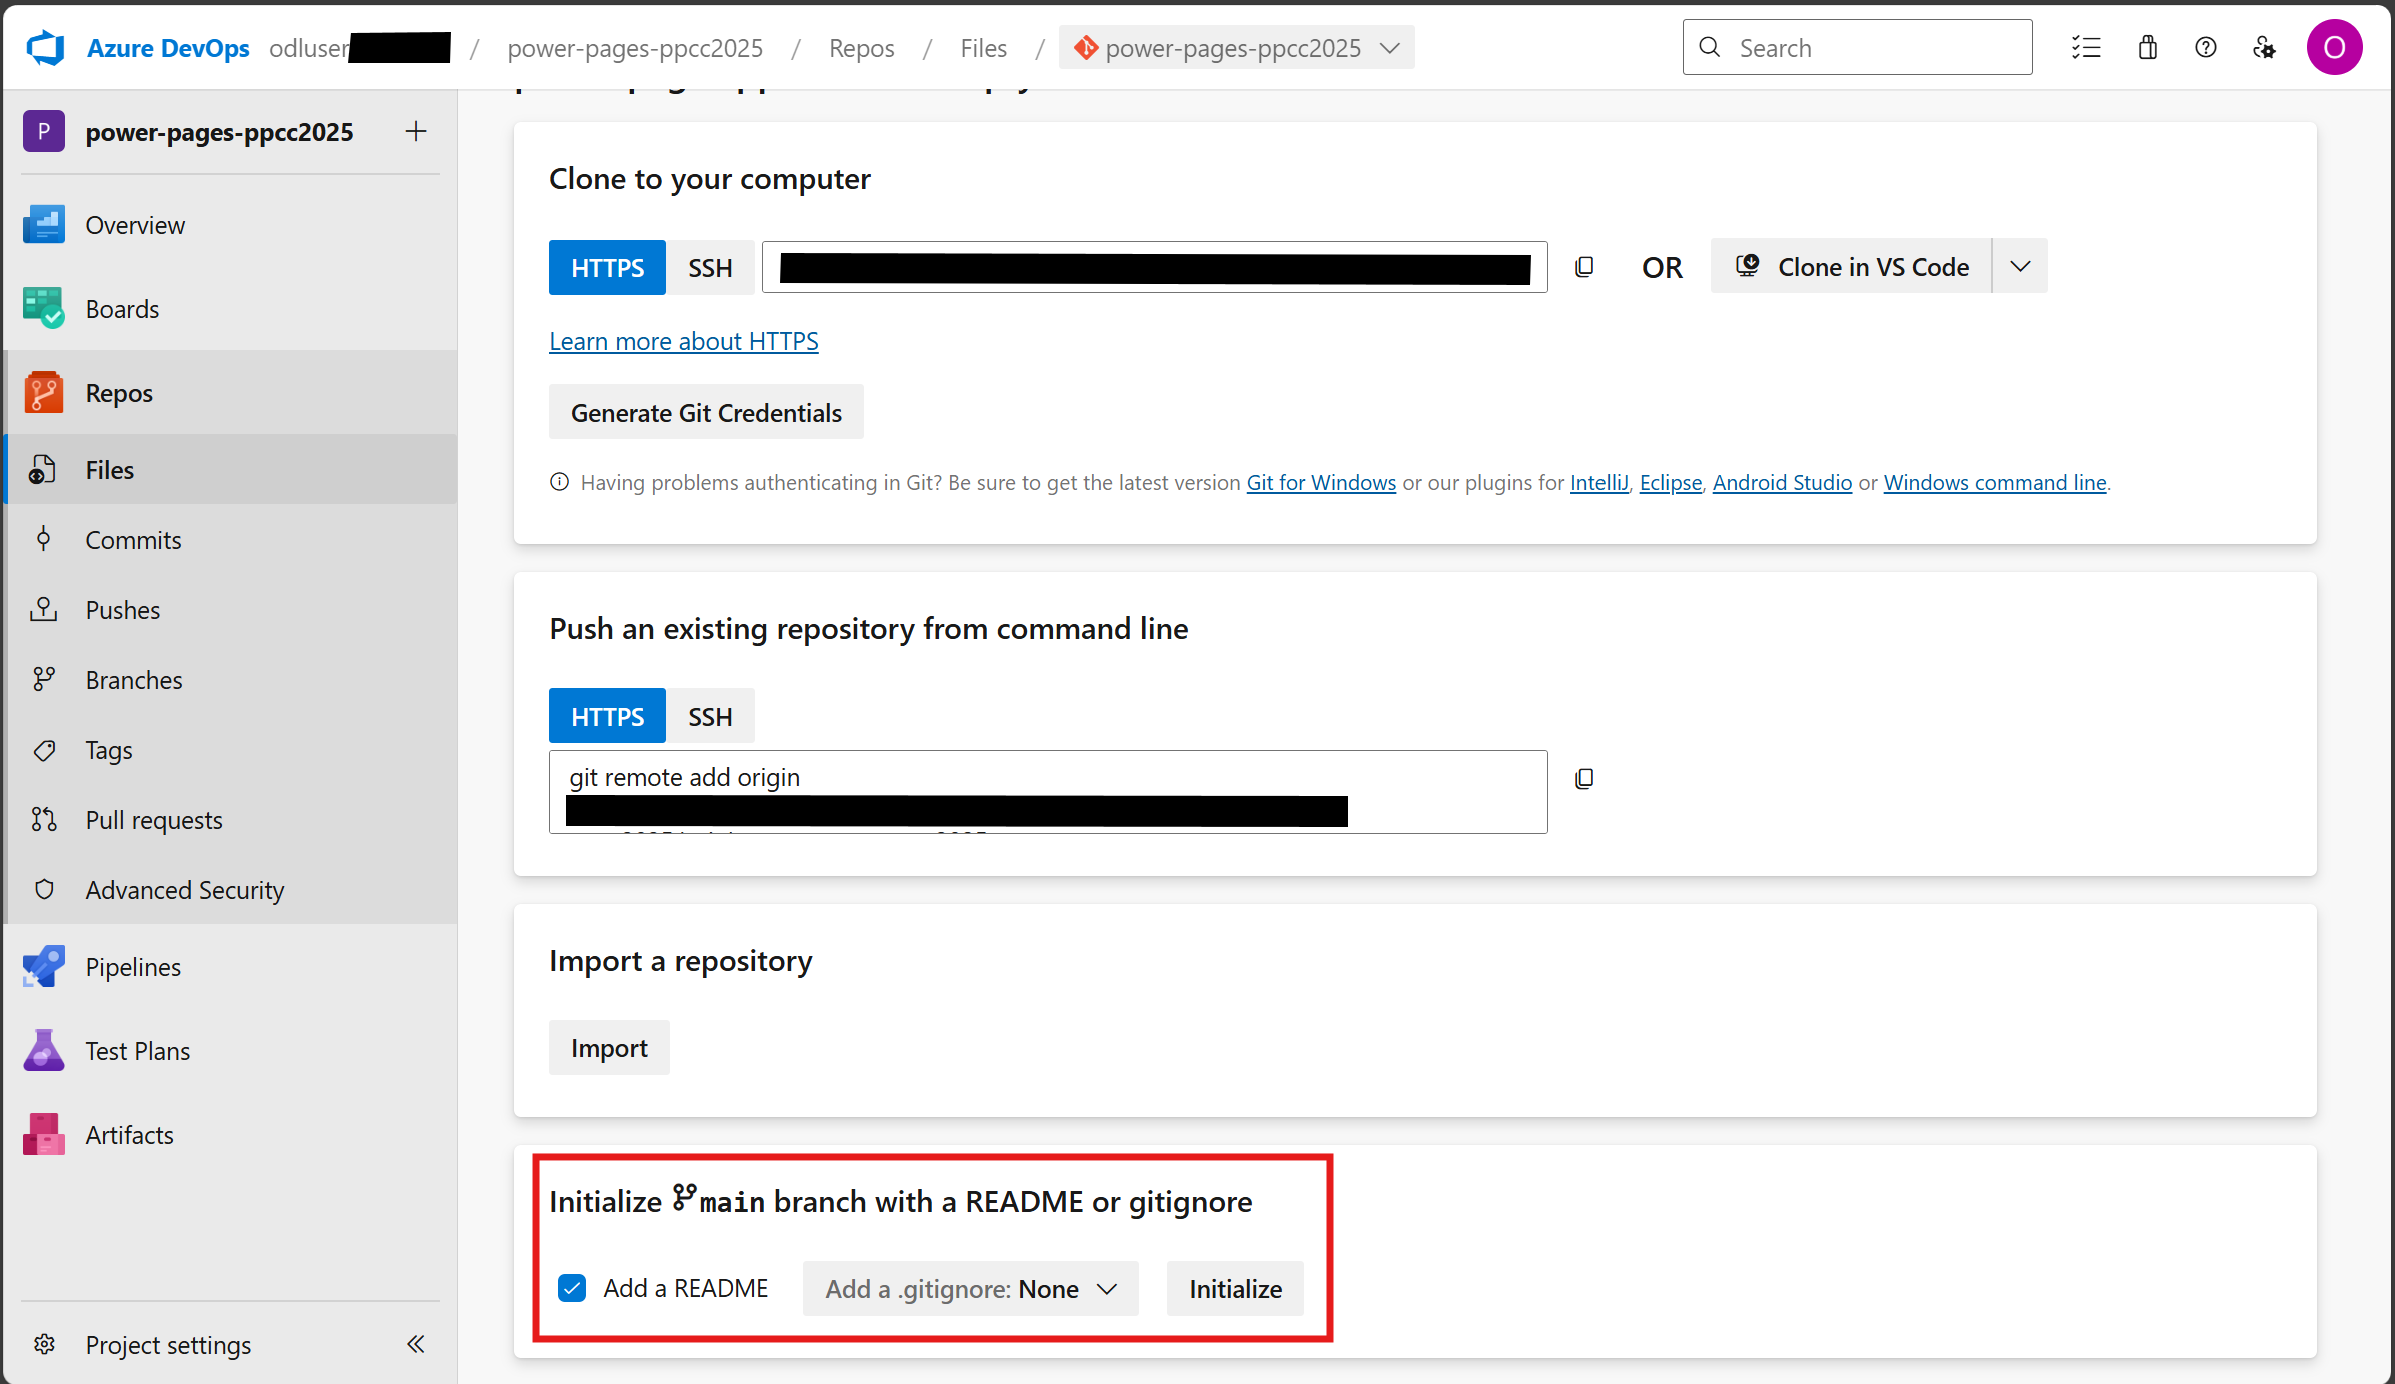 Azure DevOps odluser / power-pages-ppcc2025 / Repos / Files / power-pages-ppcc2025
Search
O
P power-pages-ppcc2025
Overview
Boards
Repos
Files
Commits
Pushes
Branches
Tags
Pull requests
Advanced Security
Pipelines
Test Plans
Artifacts
Project settings
Clone to your computer
HTTPS SSH OR Clone in VS Code
Learn more about HTTPS
Generate Git Credentials
Having problems authenticating in Git? Be sure to get the latest version Git for Windows or our plugins for IntelliJ, Eclipse, Android Studio or Windows command line.
Push an existing repository from command line
HTTPS SSH
git remote add origin
Import a repository
Import
Initialize main branch with a README or gitignore
Add a README Add a .gitignore: None Initialize